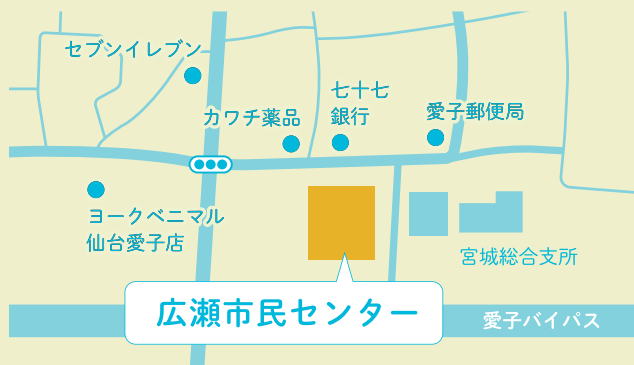 セブンイレブン
カワチ薬品
七十七
銀行
愛子郵便局
ヨークベニマル
仙台愛子店
宮城総合支所
広瀬市民センター
愛子バイパス